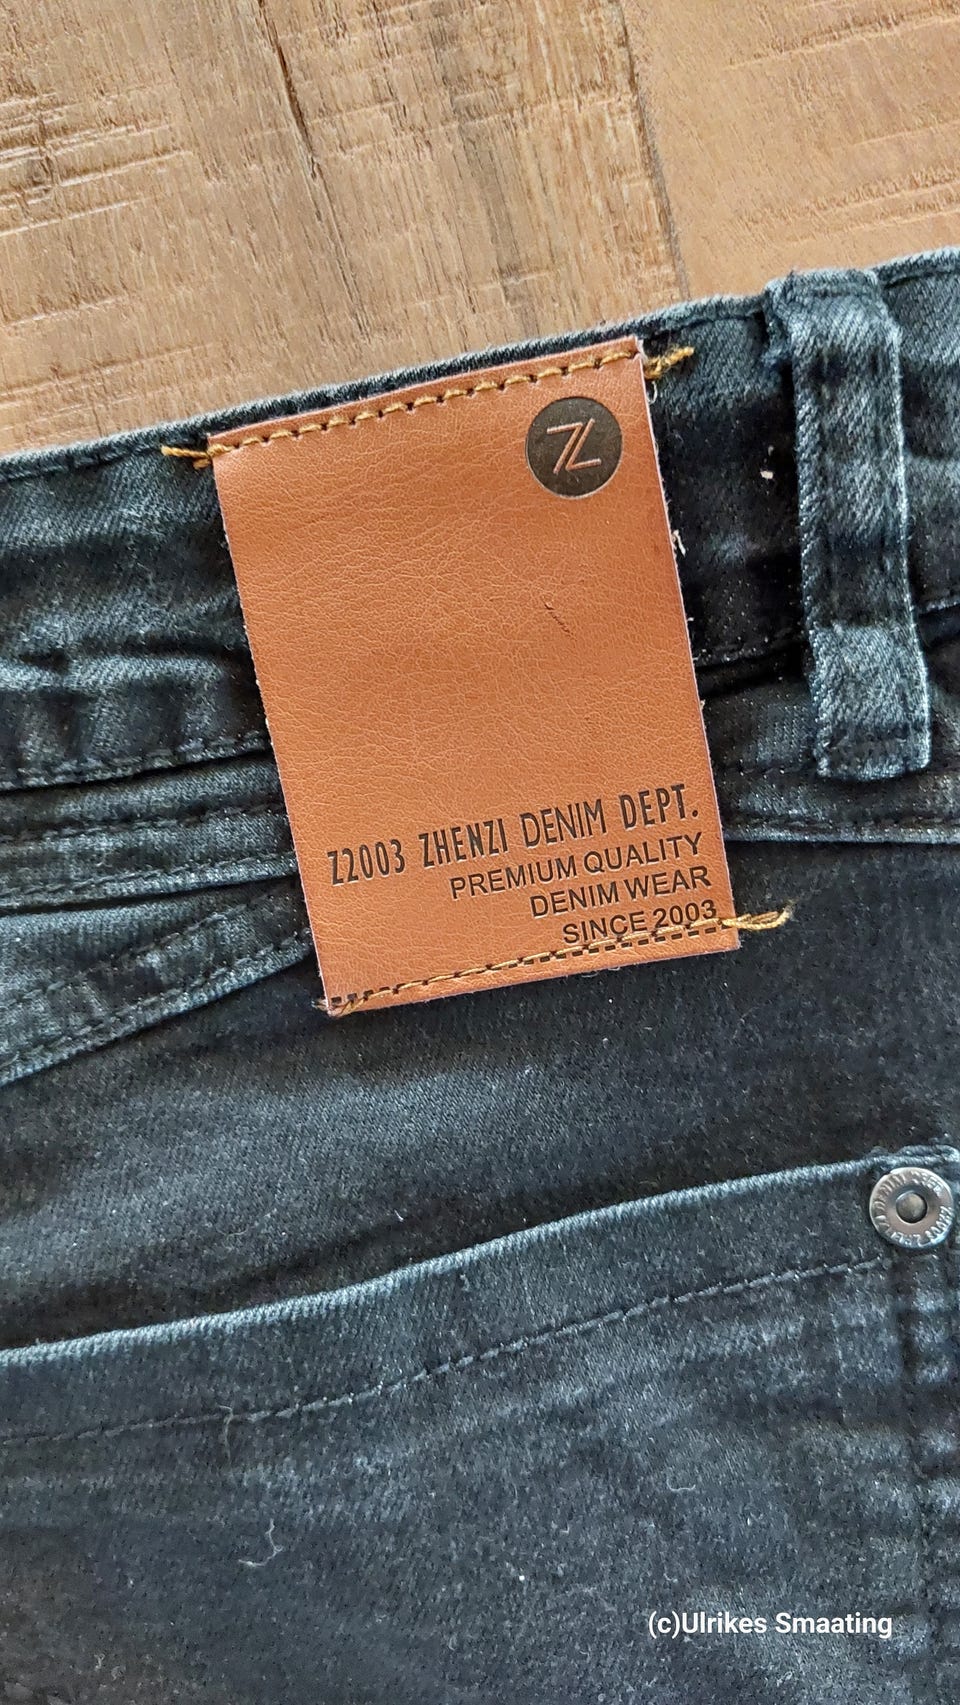 Z
Z2003 ZHENZI DENIM DEPT.
PREMIUM QUALITY
DENIM WEAR
SINCE 2003
(c)Ulrikes Smaating